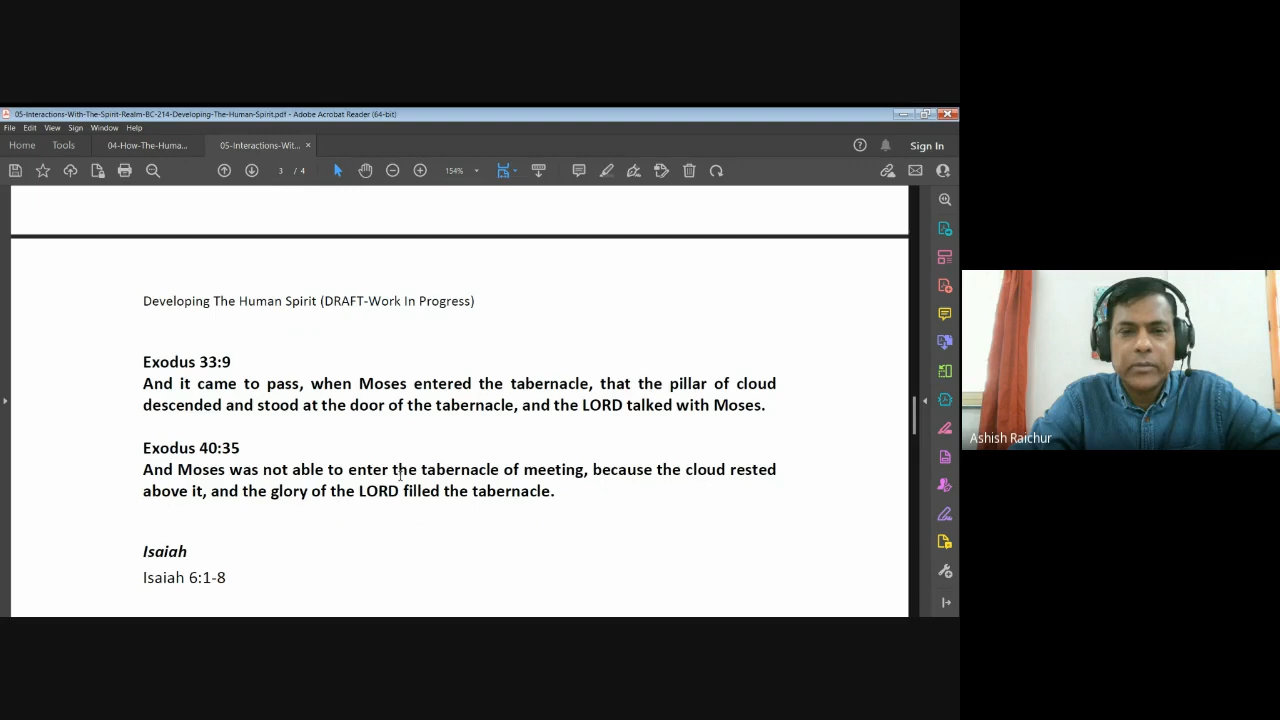 05-Interactions-With-The-Spirit-Realm-BC-214-Developing-The-Human-Spirit.pdf - Adobe Acrobat Reader (64-bit)
File Edit View Sign Window Help
Home Tools 04-How-The-Huma... 05-Interactions-Wit... × Sign In
3 / 4 154%
Developing The Human Spirit (DRAFT-Work In Progress)
Exodus 33:9
And it came to pass, when Moses entered the tabernacle, that the pillar of cloud
descended and stood at the door of the tabernacle, and the LORD talked with Moses.
Exodus 40:35
And Moses was not able to enter the tabernacle of meeting, because the cloud rested
above it, and the glory of the LORD filled the tabernacle.
Isaiah
Isaiah 6:1-8
Ashish Raichur